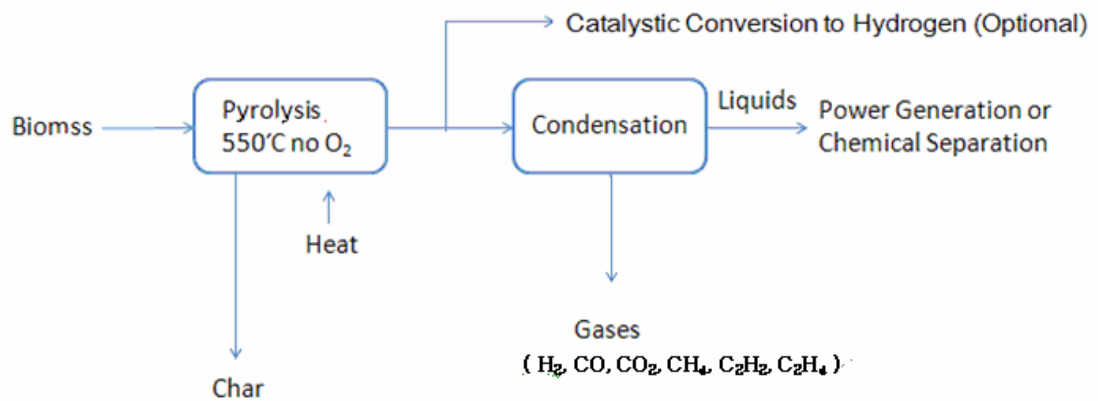 Catalystic Conversion to Hydrogen (Optional)
Biomss
Pyrolysis
550´C no O₂
Condensation
Liquids
Power Generation or
Chemical Separation
Heat
Gases
( H₂, CO, CO₂, CH₄, C₂H₂, C₂H₄ )
Char